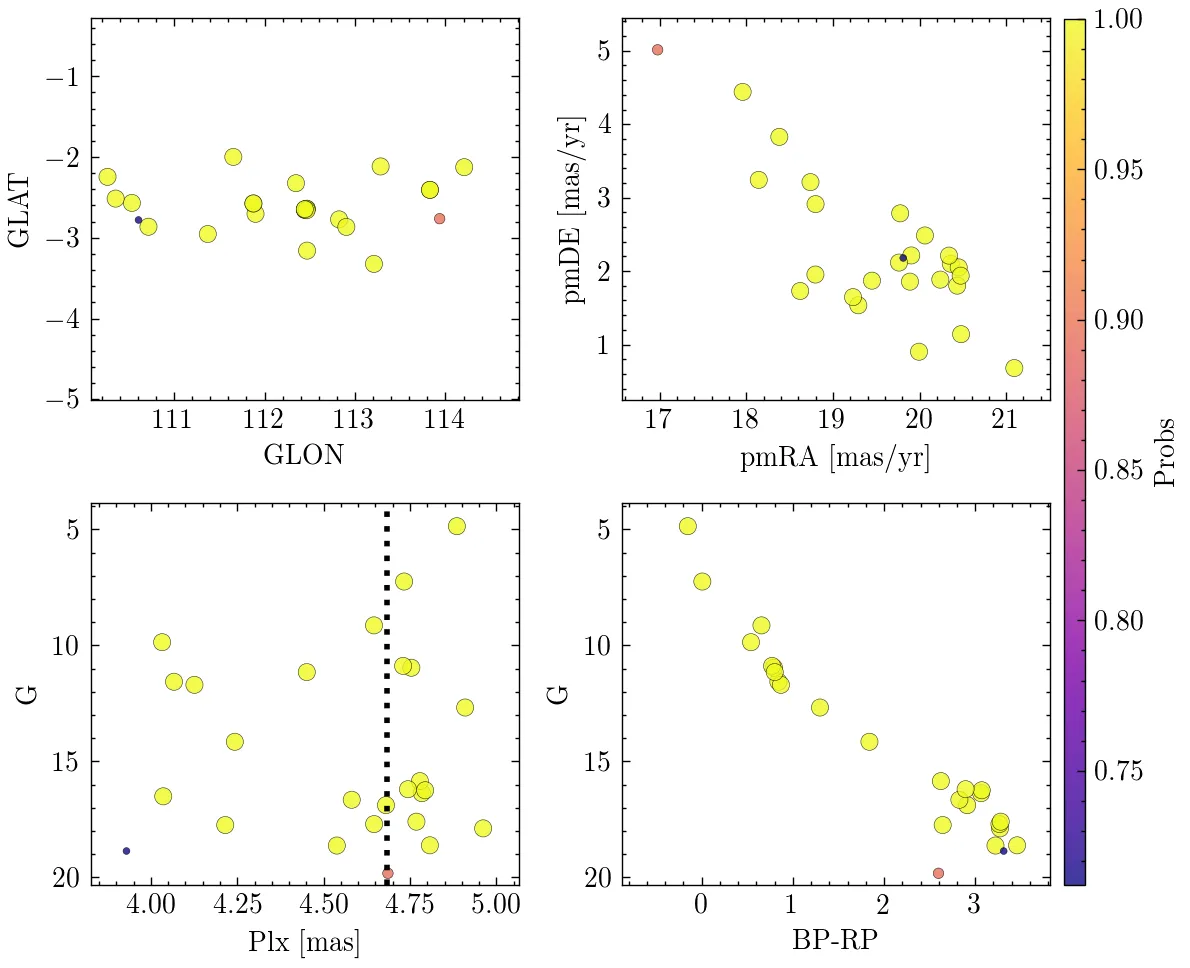 −1
−2
−3
−4
−5
111 112 113 114
GLON
GLAT
5
4
3
2
1
17 18 19 20 21
pmRA [mas/yr]
pmDE [mas/yr]
5
10
15
20
4.00 4.25 4.50 4.75 5.00
Plx [mas]
G
5
10
15
20
0 1 2 3
BP-RP
G
1.00
0.95
0.90
0.85
0.80
0.75
Probs